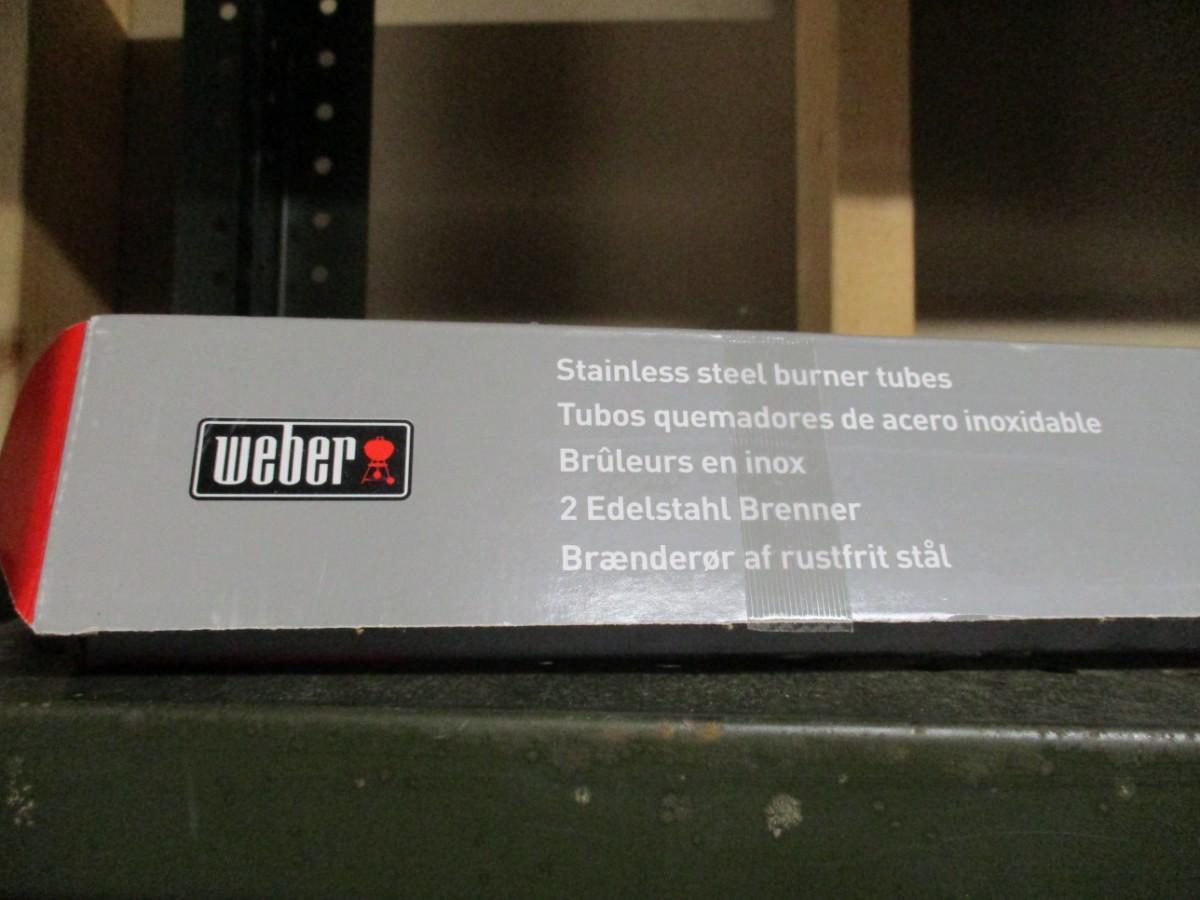 weber
Stainless steel burner tubes
Tubos quemadores de acero inoxidable
Brûleurs en inox
2 Edelstahl Brenner
Brænderør af rustfrit stål